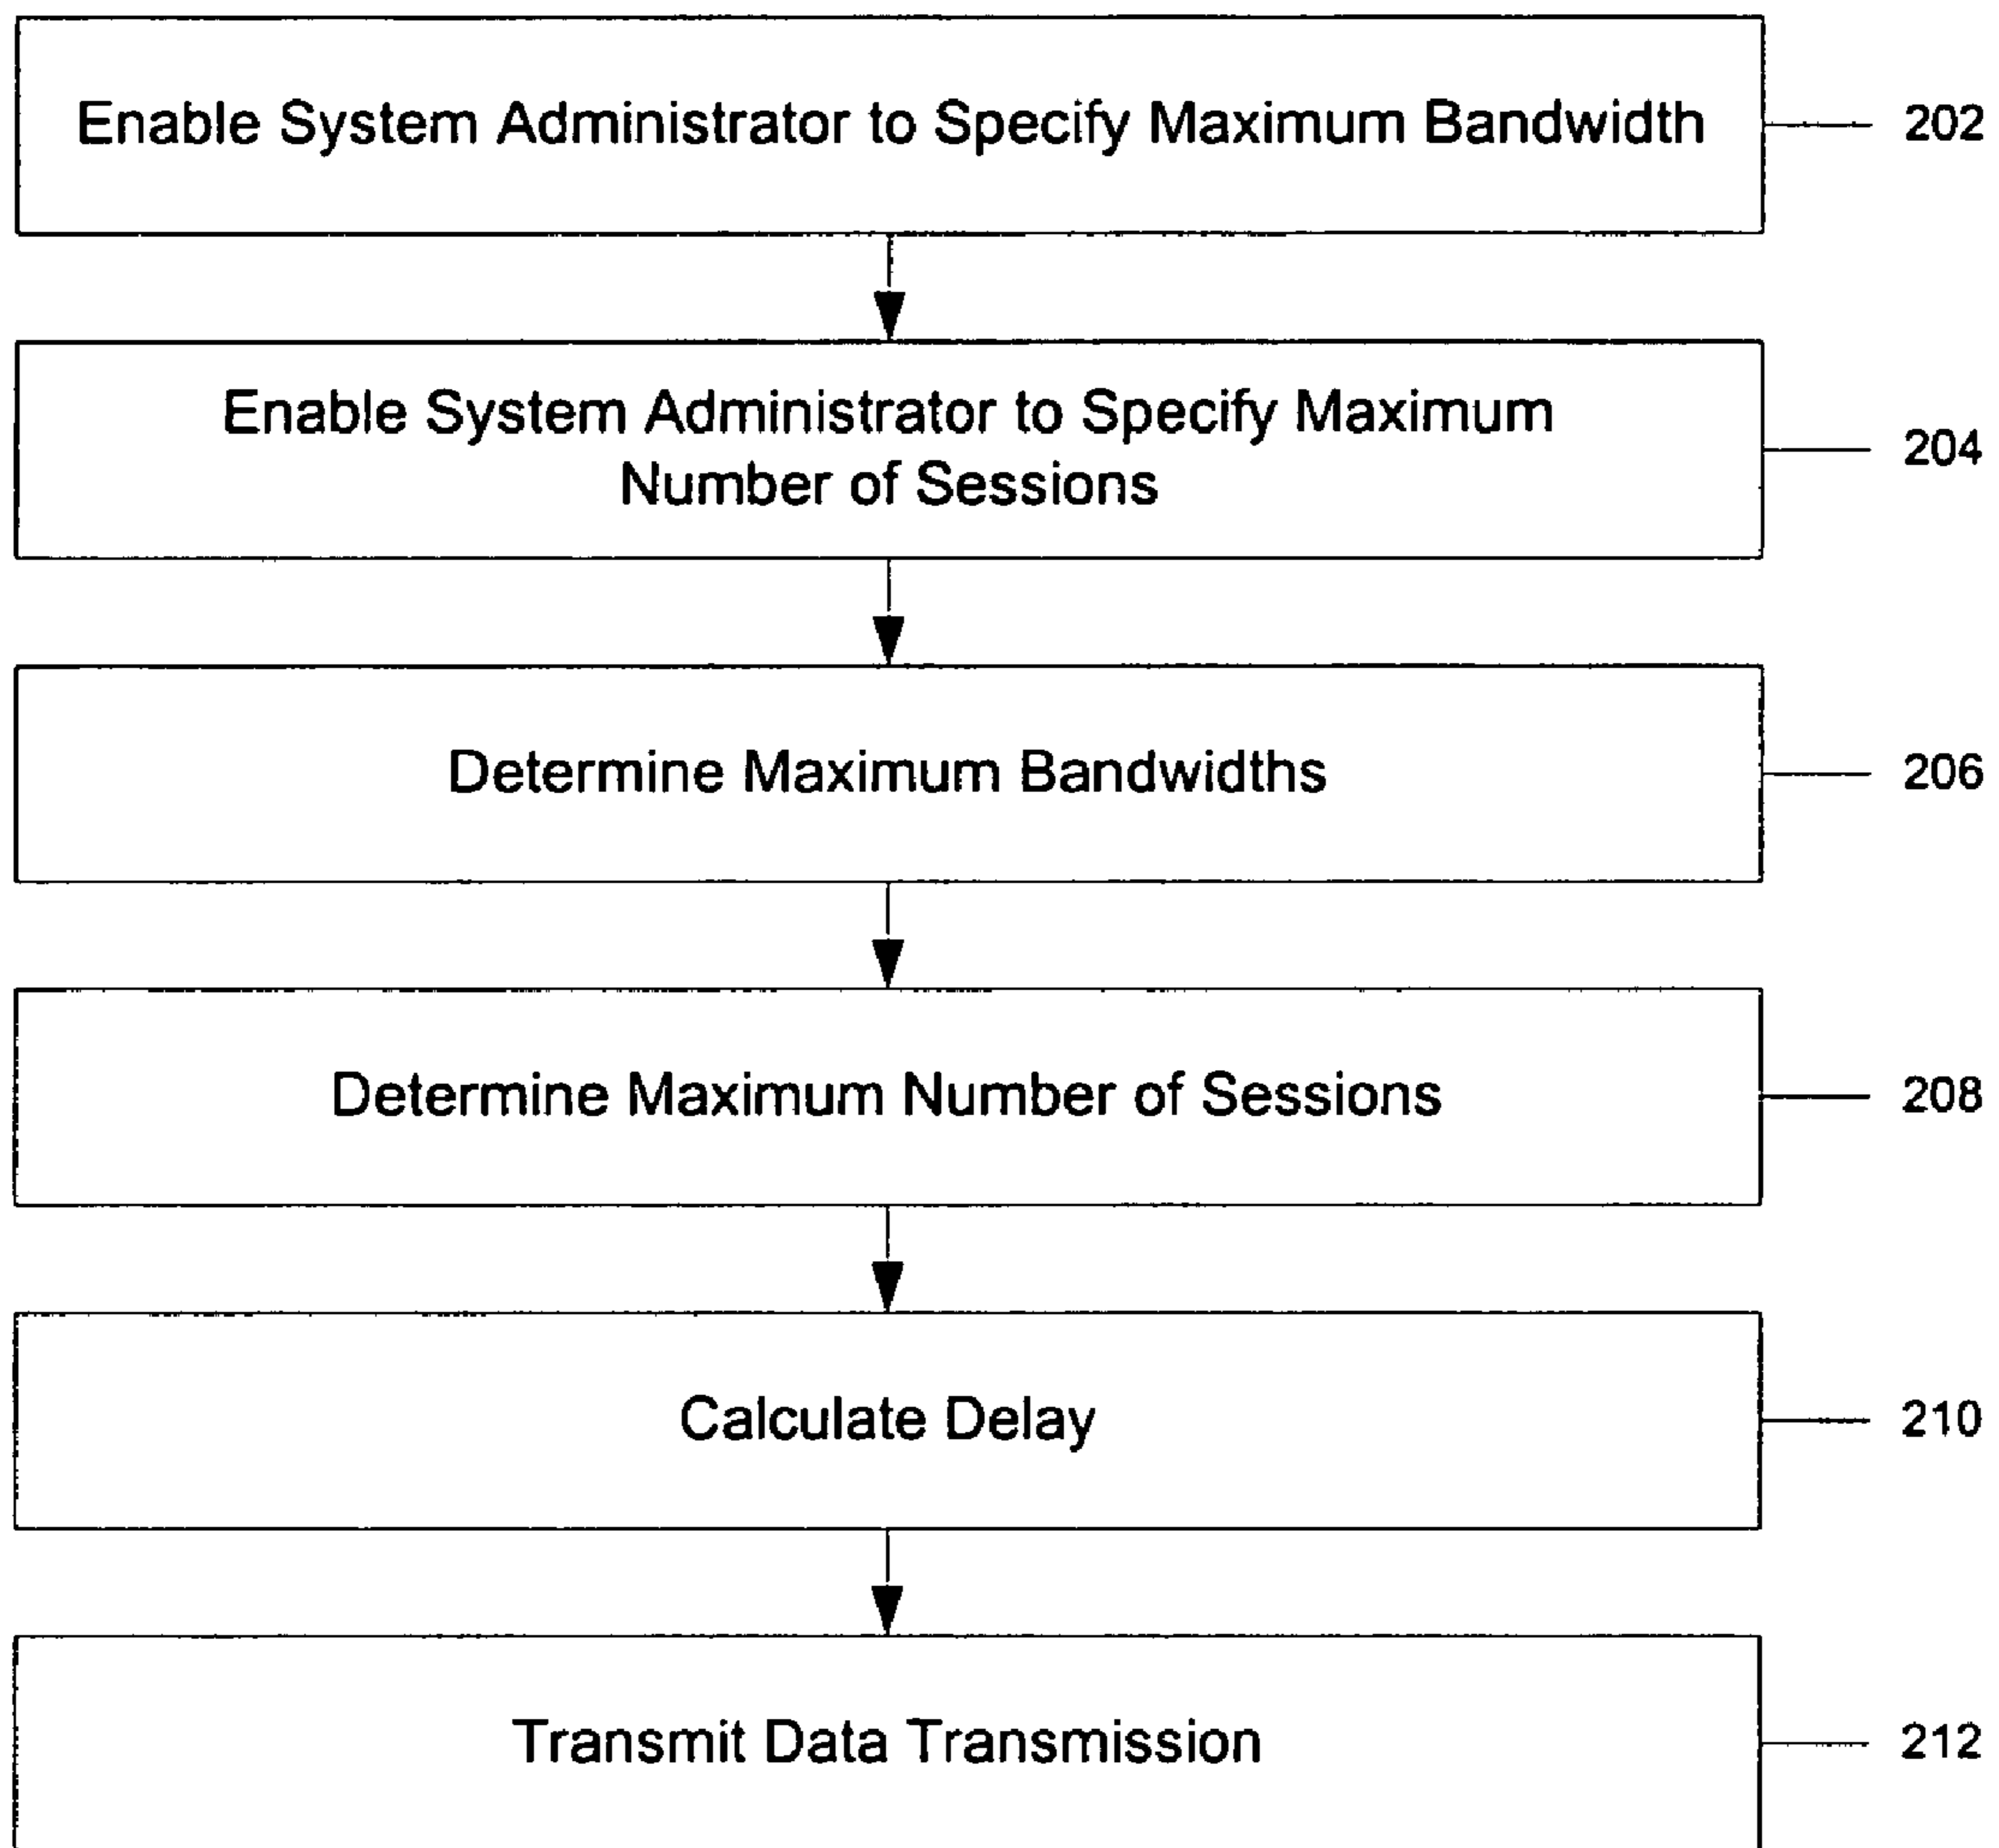 Enable System Administrator to Specify Maximum Bandwidth
202
Enable System Administrator to Specify Maximum
Number of Sessions
204
Determine Maximum Bandwidths
206
Determine Maximum Number of Sessions
208
Calculate Delay
210
Transmit Data Transmission
212